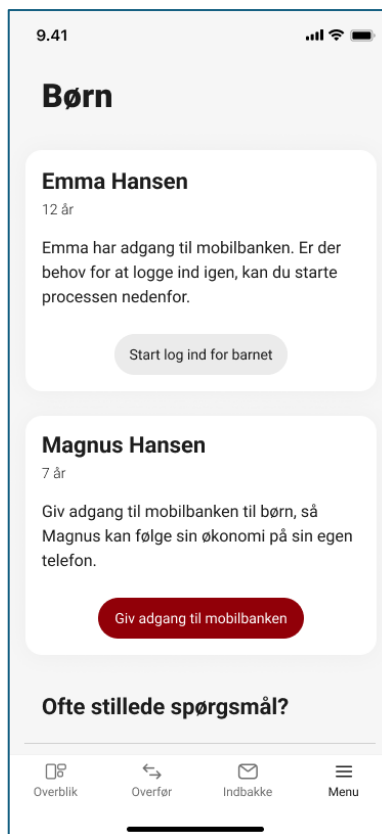 9.41
Børn
Emma Hansen
12 år
Emma har adgang til mobilbanken. Er der
behov for at logge ind igen, kan du starte
processen nedenfor.
Start log ind for barnet
Magnus Hansen
7 år
Giv adgang til mobilbanken til børn, så
Magnus kan følge sin økonomi på sin egen
telefon.
Giv adgang til mobilbanken
Ofte stillede spørgsmål?
Overblik
Overfør
Indbakke
Menu